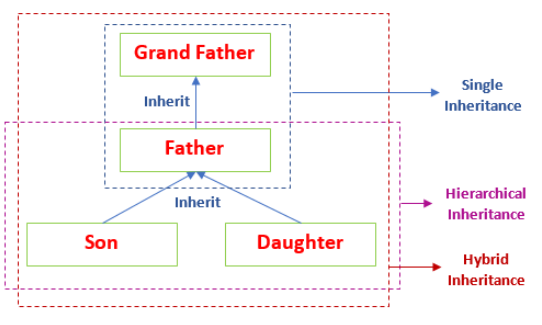 Grand Father
Inherit
Single
Inheritance
Father
Inherit
Hierarchical
Inheritance
Son
Daughter
Hybrid
Inheritance